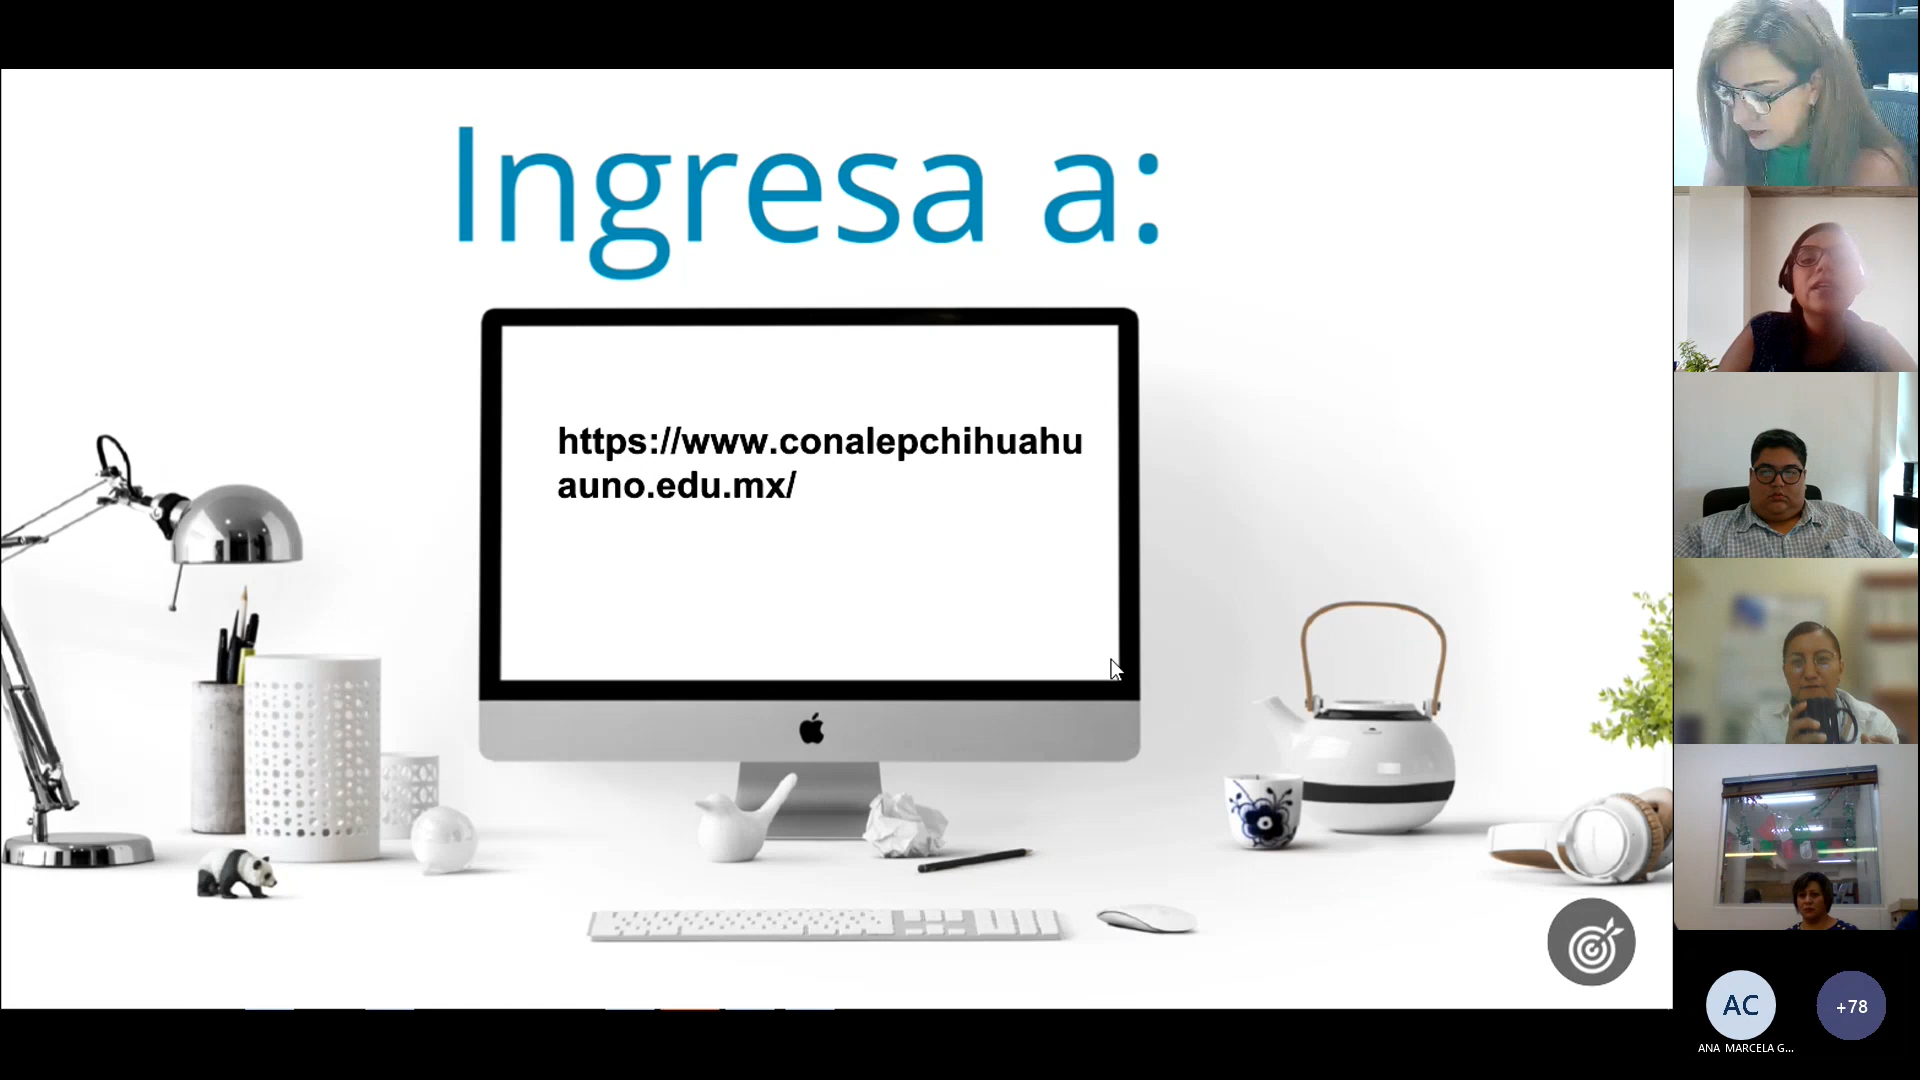 Ingresa a:
https://www.conalepchihuahu
auno.edu.mx/
AC
+78
ANA MARCELA G...